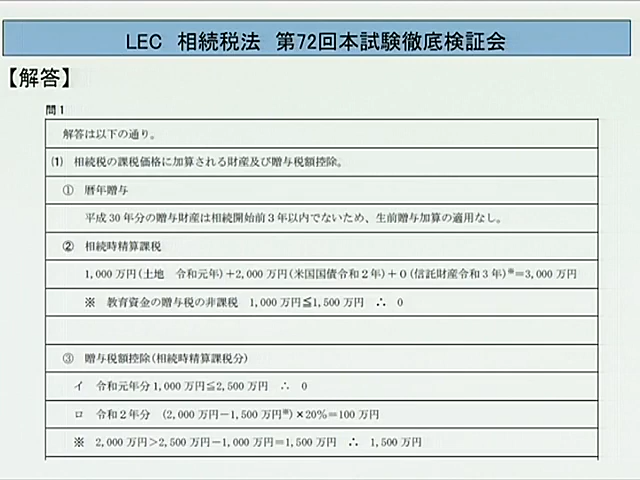 LEC 相続税法 第72回本試験徹底検証会
【解答】
問1
解答は以下の通り。
(1) 相続税の課税価格に加算される財産及び贈与税額控除。
① 暦年贈与
平成30年分の贈与財産は相続開始前3年以内でないため、生前贈与加算の適用なし。
② 相続時精算課税
1,000万円(土地 令和元年)+2,000万円(米国国債令和2年)+0(信託財産令和3年)※=3,000万円
※ 教育資金の贈与税の非課税 1,000万円≦1,500万円 ∴ 0
③ 贈与税額控除(相続時精算課税分)
イ 令和元年分1,000万円≦2,500万円 ∴ 0
ロ 令和2年分 (2,000万円-1,500万円※)×20%=100万円
※ 2,000万円>2,500万円-1,000万円=1,500万円 ∴ 1,500万円